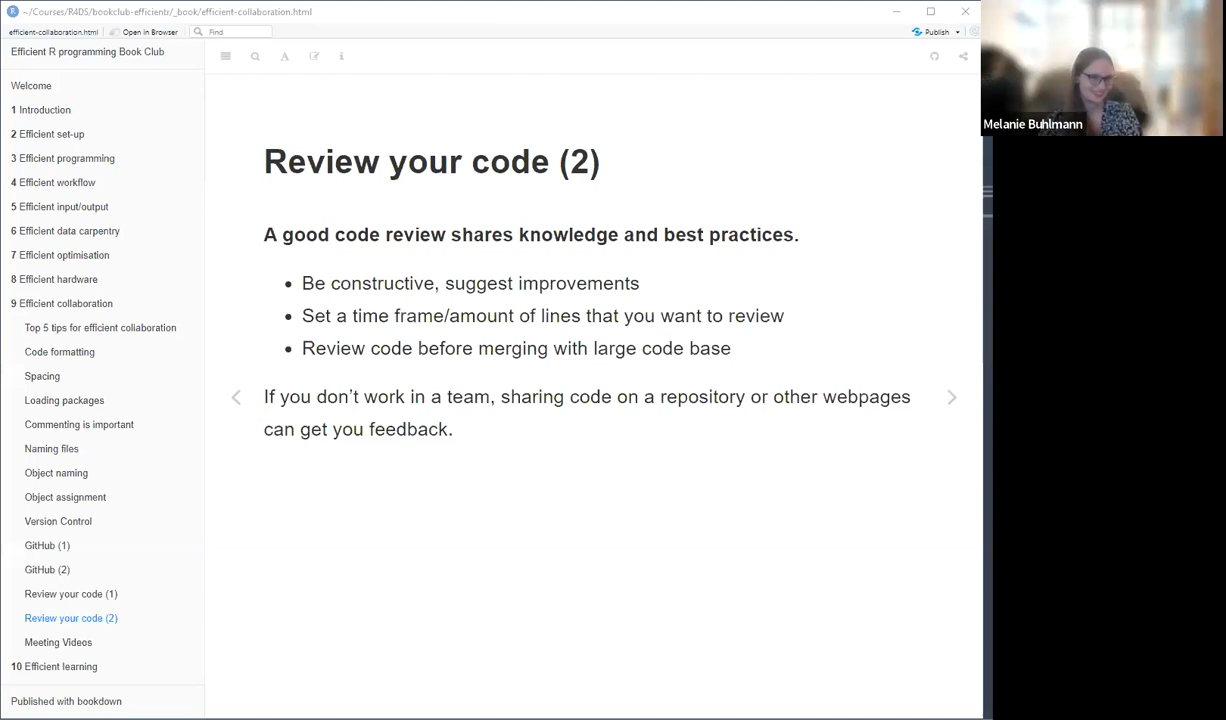 ~/Courses/R4DS/bookclub-efficientr/_book/efficient-collaboration.html
efficient-collaboration.html
Open in Browser
Find
Publish
Efficient R programming Book Club
Welcome
1 Introduction
2 Efficient set-up
3 Efficient programming
4 Efficient workflow
5 Efficient input/output
6 Efficient data carpentry
7 Efficient optimisation
8 Efficient hardware
9 Efficient collaboration
Top 5 tips for efficient collaboration
Code formatting
Spacing
Loading packages
Commenting is important
Naming files
Object naming
Object assignment
Version Control
GitHub (1)
GitHub (2)
Review your code (1)
Review your code (2)
Meeting Videos
10 Efficient learning
Published with bookdown
Review your code (2)
A good code review shares knowledge and best practices.
• Be constructive, suggest improvements
• Set a time frame/amount of lines that you want to review
• Review code before merging with large code base
If you don’t work in a team, sharing code on a repository or other webpages
can get you feedback.
Melanie Buhlmann